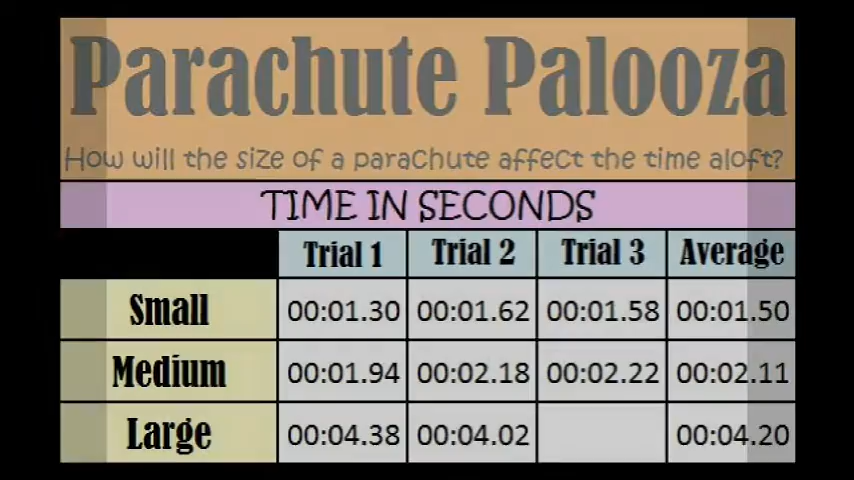 Parachute Palooza
How will the size of a parachute affect the time aloft?
TIME IN SECONDS
Trial 1 Trial 2 Trial 3 Average
Small 00:01.30 00:01.62 00:01.58 00:01.50
Medium 00:01.94 00:02.18 00:02.22 00:02.11
Large 00:04.38 00:04.02 00:04.20